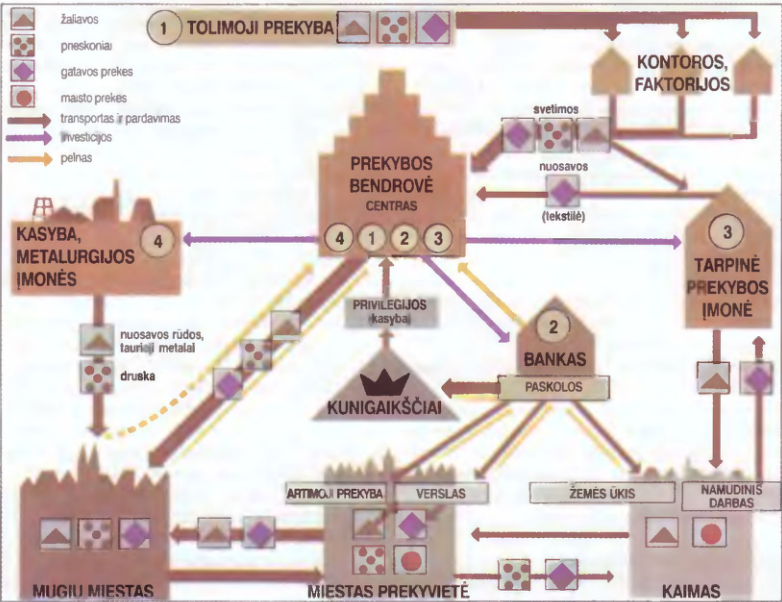 žaliavos
prieskoniai
gatavos prekės
maisto prekės
transportas ir pardavimas
investicijos
pelnas
1 TOLIMOJI PREKYBA
KONTOROS,
FAKTORIJOS
svetimos
nuosavos
(tekstilė)
PREKYBOS
BENDROVĖ
CENTRAS
4 1 2 3
KASYBA,
METALURGIJOS
ĮMONĖS
4
3
TARPINĖ
PREKYBOS
ĮMONĖ
PRIVILEGIJOS
(kasybai)
KUNIGAIKŠČIAI
2
BANKAS
PASKOLOS
nuosavos rūdos,
taurieji metalai
druska
ARTIMOJI PREKYBA
VERSLAS
ŽEMĖS ŪKIS
NAMUDINIS
DARBAS
MUGIŲ MIESTAS
MIESTAS PREKYVIETĖ
KAIMAS